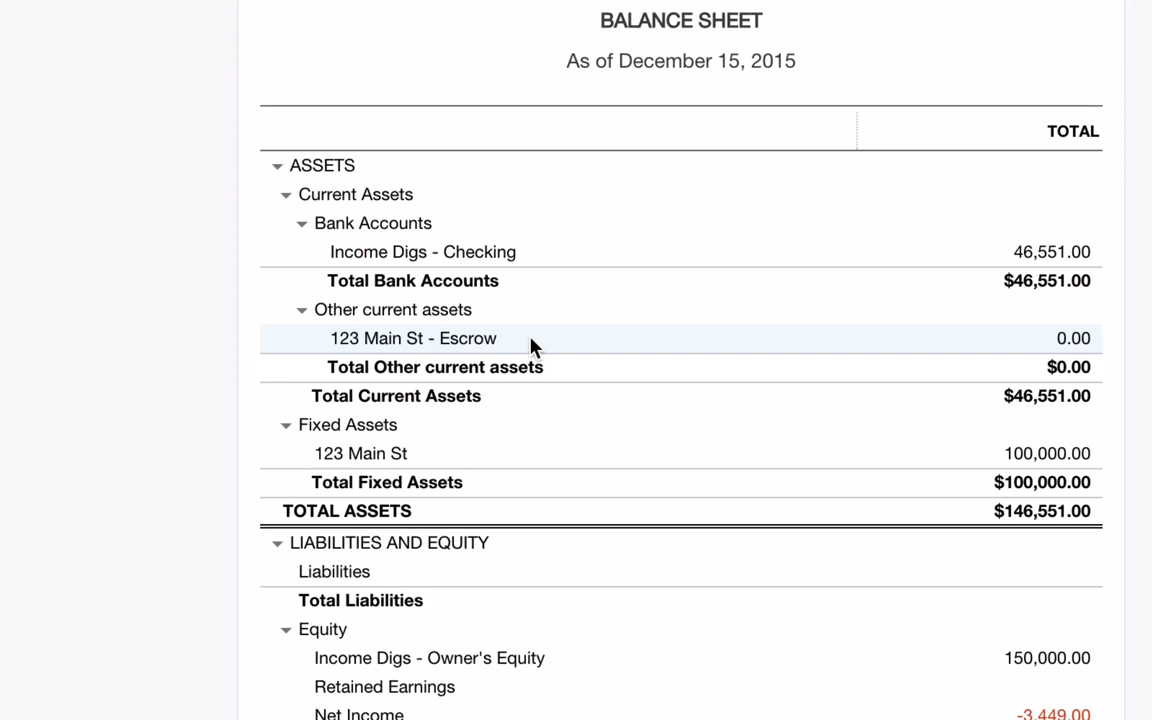 BALANCE SHEET
As of December 15, 2015
TOTAL
ASSETS
Current Assets
Bank Accounts
Income Digs - Checking 46,551.00
Total Bank Accounts $46,551.00
Other current assets
123 Main St - Escrow 0.00
Total Other current assets $0.00
Total Current Assets $46,551.00
Fixed Assets
123 Main St 100,000.00
Total Fixed Assets $100,000.00
TOTAL ASSETS $146,551.00
LIABILITIES AND EQUITY
Liabilities
Total Liabilities
Equity
Income Digs - Owner's Equity 150,000.00
Retained Earnings
Net Income -3,449.00